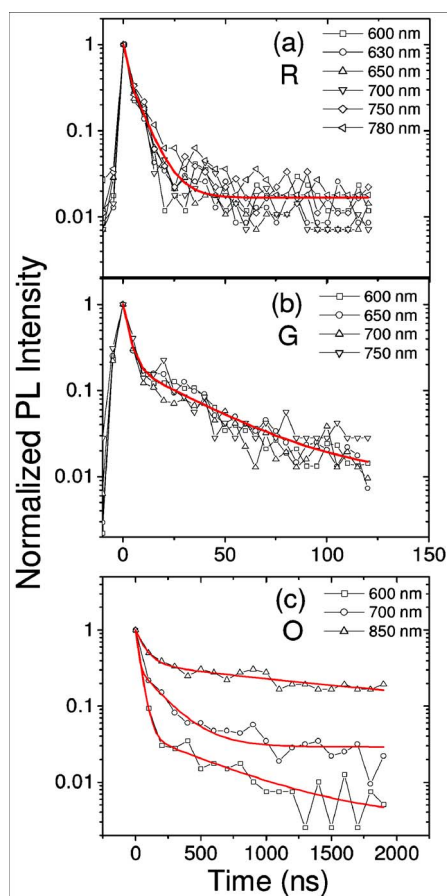 (a)
R
600 nm
630 nm
650 nm
700 nm
750 nm
780 nm
1
0.1
0.01
(b)
G
600 nm
650 nm
700 nm
750 nm
1
0.1
0.01
0
50
100
150
Normalized PL Intensity
(c)
O
600 nm
700 nm
850 nm
1
0.1
0.01
0
500
1000
1500
2000
Time (ns)